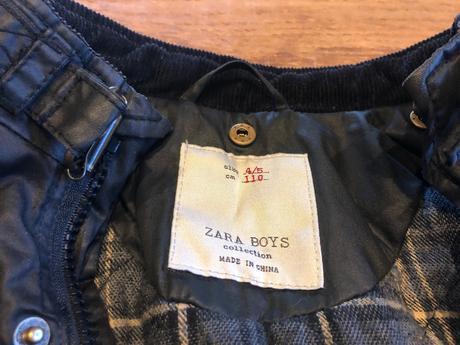 size 4/5
cm 110
ZARA BOYS
collection
MADE IN CHINA